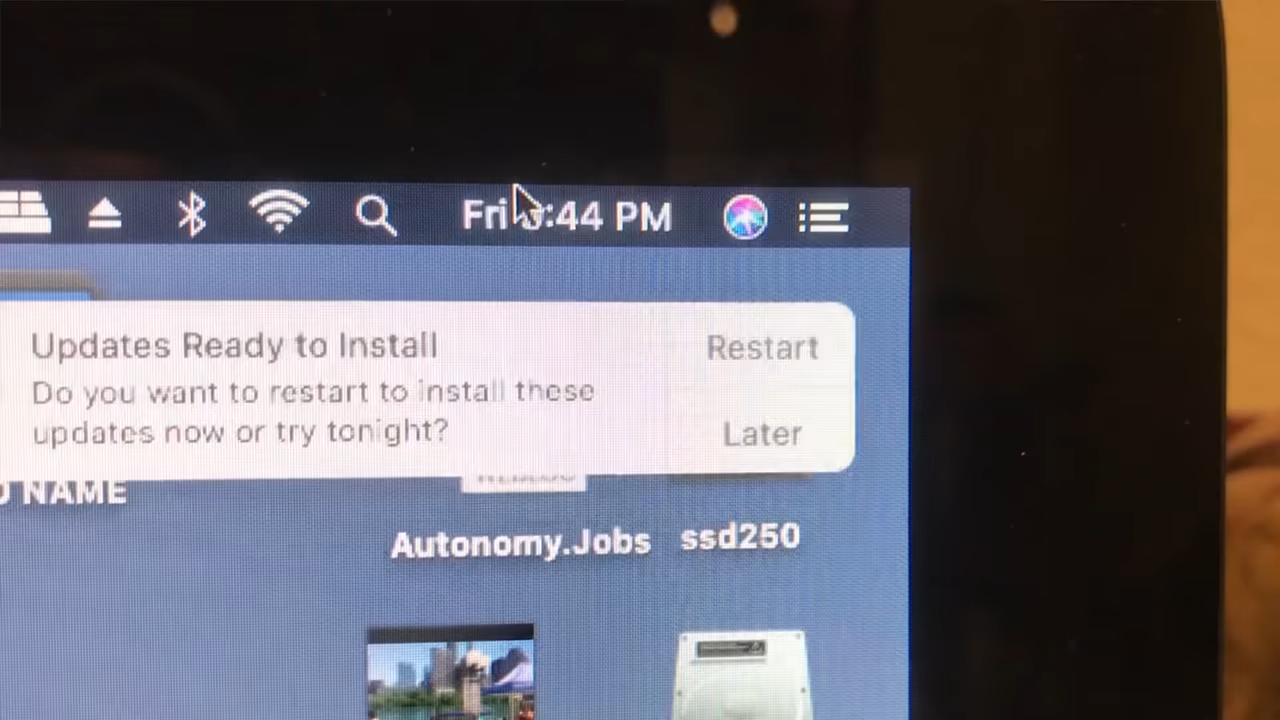 Fri :44 PM
Updates Ready to Install
Restart
Do you want to restart to install these
updates now or try tonight?
Later
NAME
Autonomy.Jobs
ssd250